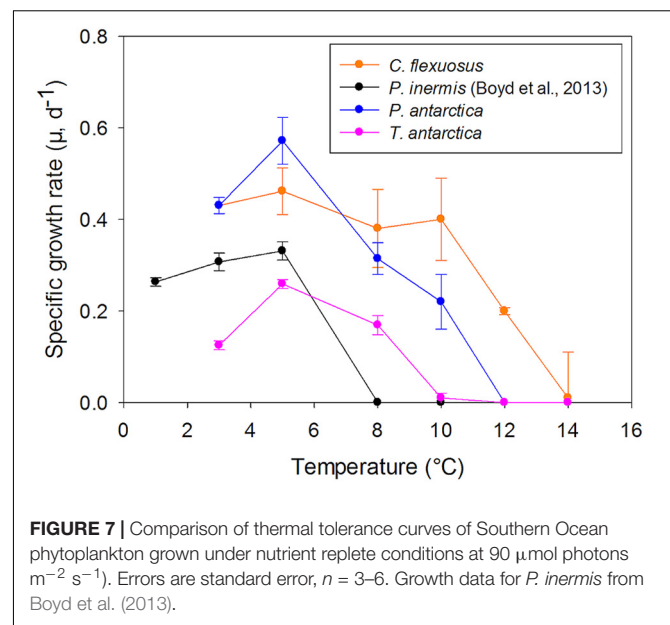 0.8
0.6
0.4
0.2
0.0
Specific growth rate (μ, d⁻¹)
C. flexuosus
P. inermis (Boyd et al., 2013)
P. antarctica
T. antarctica
0 2 4 6 8 10 12 14 16
Temperature (°C)
FIGURE 7 | Comparison of thermal tolerance curves of Southern Ocean
phytoplankton grown under nutrient replete conditions at 90 μmol photons
m⁻² s⁻¹). Errors are standard error, n = 3–6. Growth data for P. inermis from
Boyd et al. (2013).